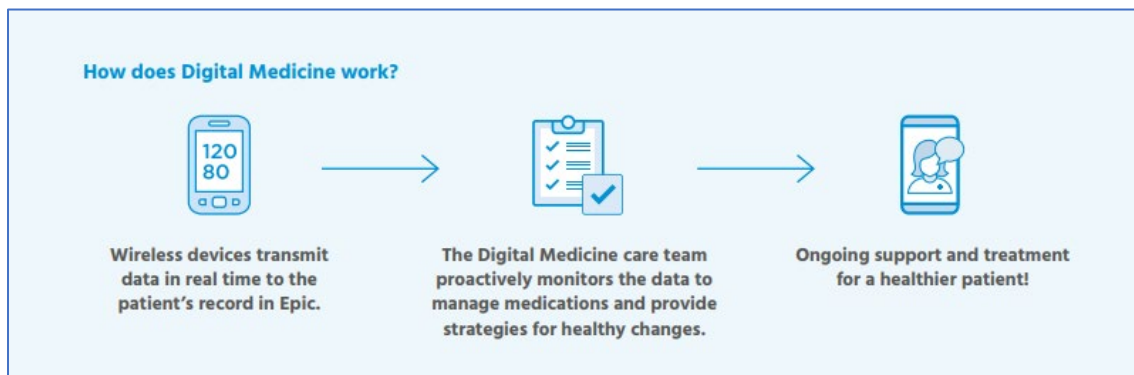 How does Digital Medicine work?
120
80
Wireless devices transmit
data in real time to the
patient's record in Epic.
The Digital Medicine care team
proactively monitors the data to
manage medications and provide
strategies for healthy changes.
Ongoing support and treatment
for a healthier patient!